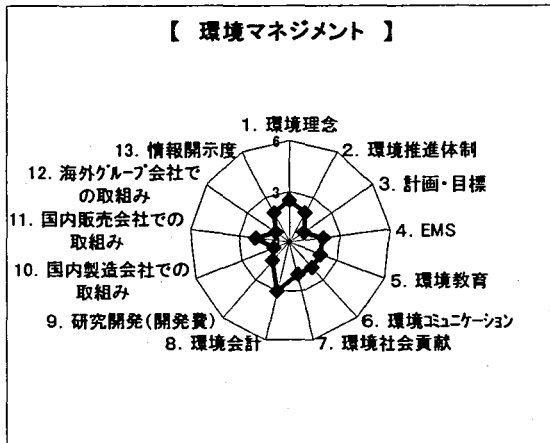 【 環境マネジメント 】
6
3
1. 環境理念
2. 環境推進体制
3. 計画・目標
4. EMS
5. 環境教育
6. 環境コミュニケーション
7. 環境社会貢献
8. 環境会計
9. 研究開発(開発費)
10. 国内製造会社での
取組み
11. 国内販売会社での
取組み
12. 海外グループ会社で
の取組み
13. 情報開示度